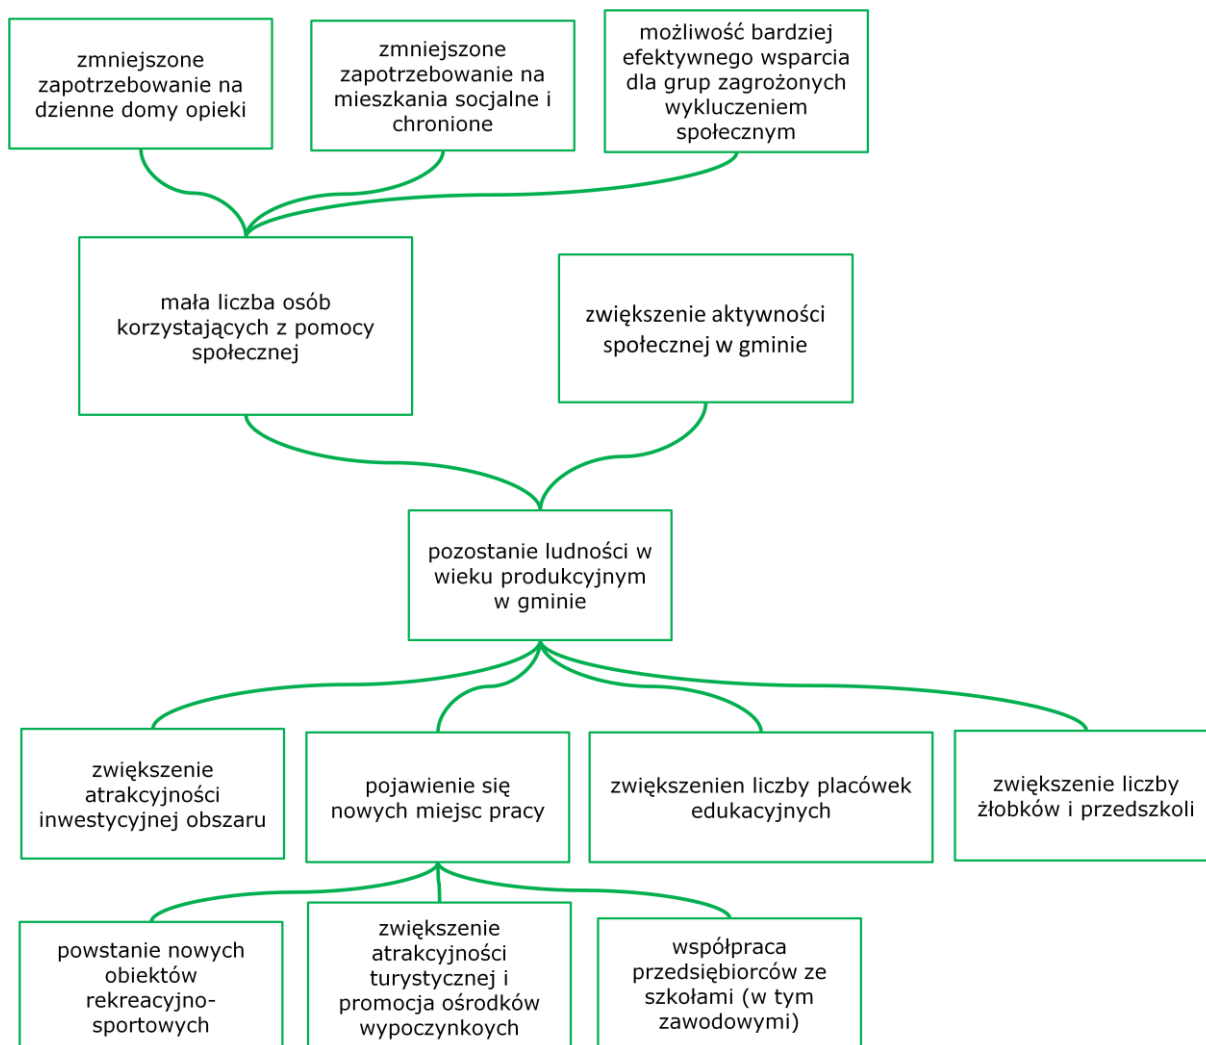 zmniejszone
zapotrzebowanie na
dzienne domy opieki
zmniejszone
zapotrzebowanie na
mieszkania socjalne i
chronione
możliwość bardziej
efektywnego wsparcia
dla grup zagrożonych
wykluczeniem
społecznym
mała liczba osób
korzystających z pomocy
społecznej
zwiększenie aktywności
społecznej w gminie
pozostanie ludności w
wieku produkcyjnym
w gminie
zwiększenie
atrakcyjności
inwestycyjnej obszaru
pojawienie się
nowych miejsc pracy
zwiększenien liczby placówek
edukacyjnych
zwiększenie liczby
żłobków i przedszkoli
powstanie nowych
obiektów
rekreacyjno-
sportowych
zwiększenie
atrakcyjności
turystycznej i
promocja ośrodków
wypoczynkoych
współpraca
przedsiębiorców ze
szkołami (w tym
zawodowymi)